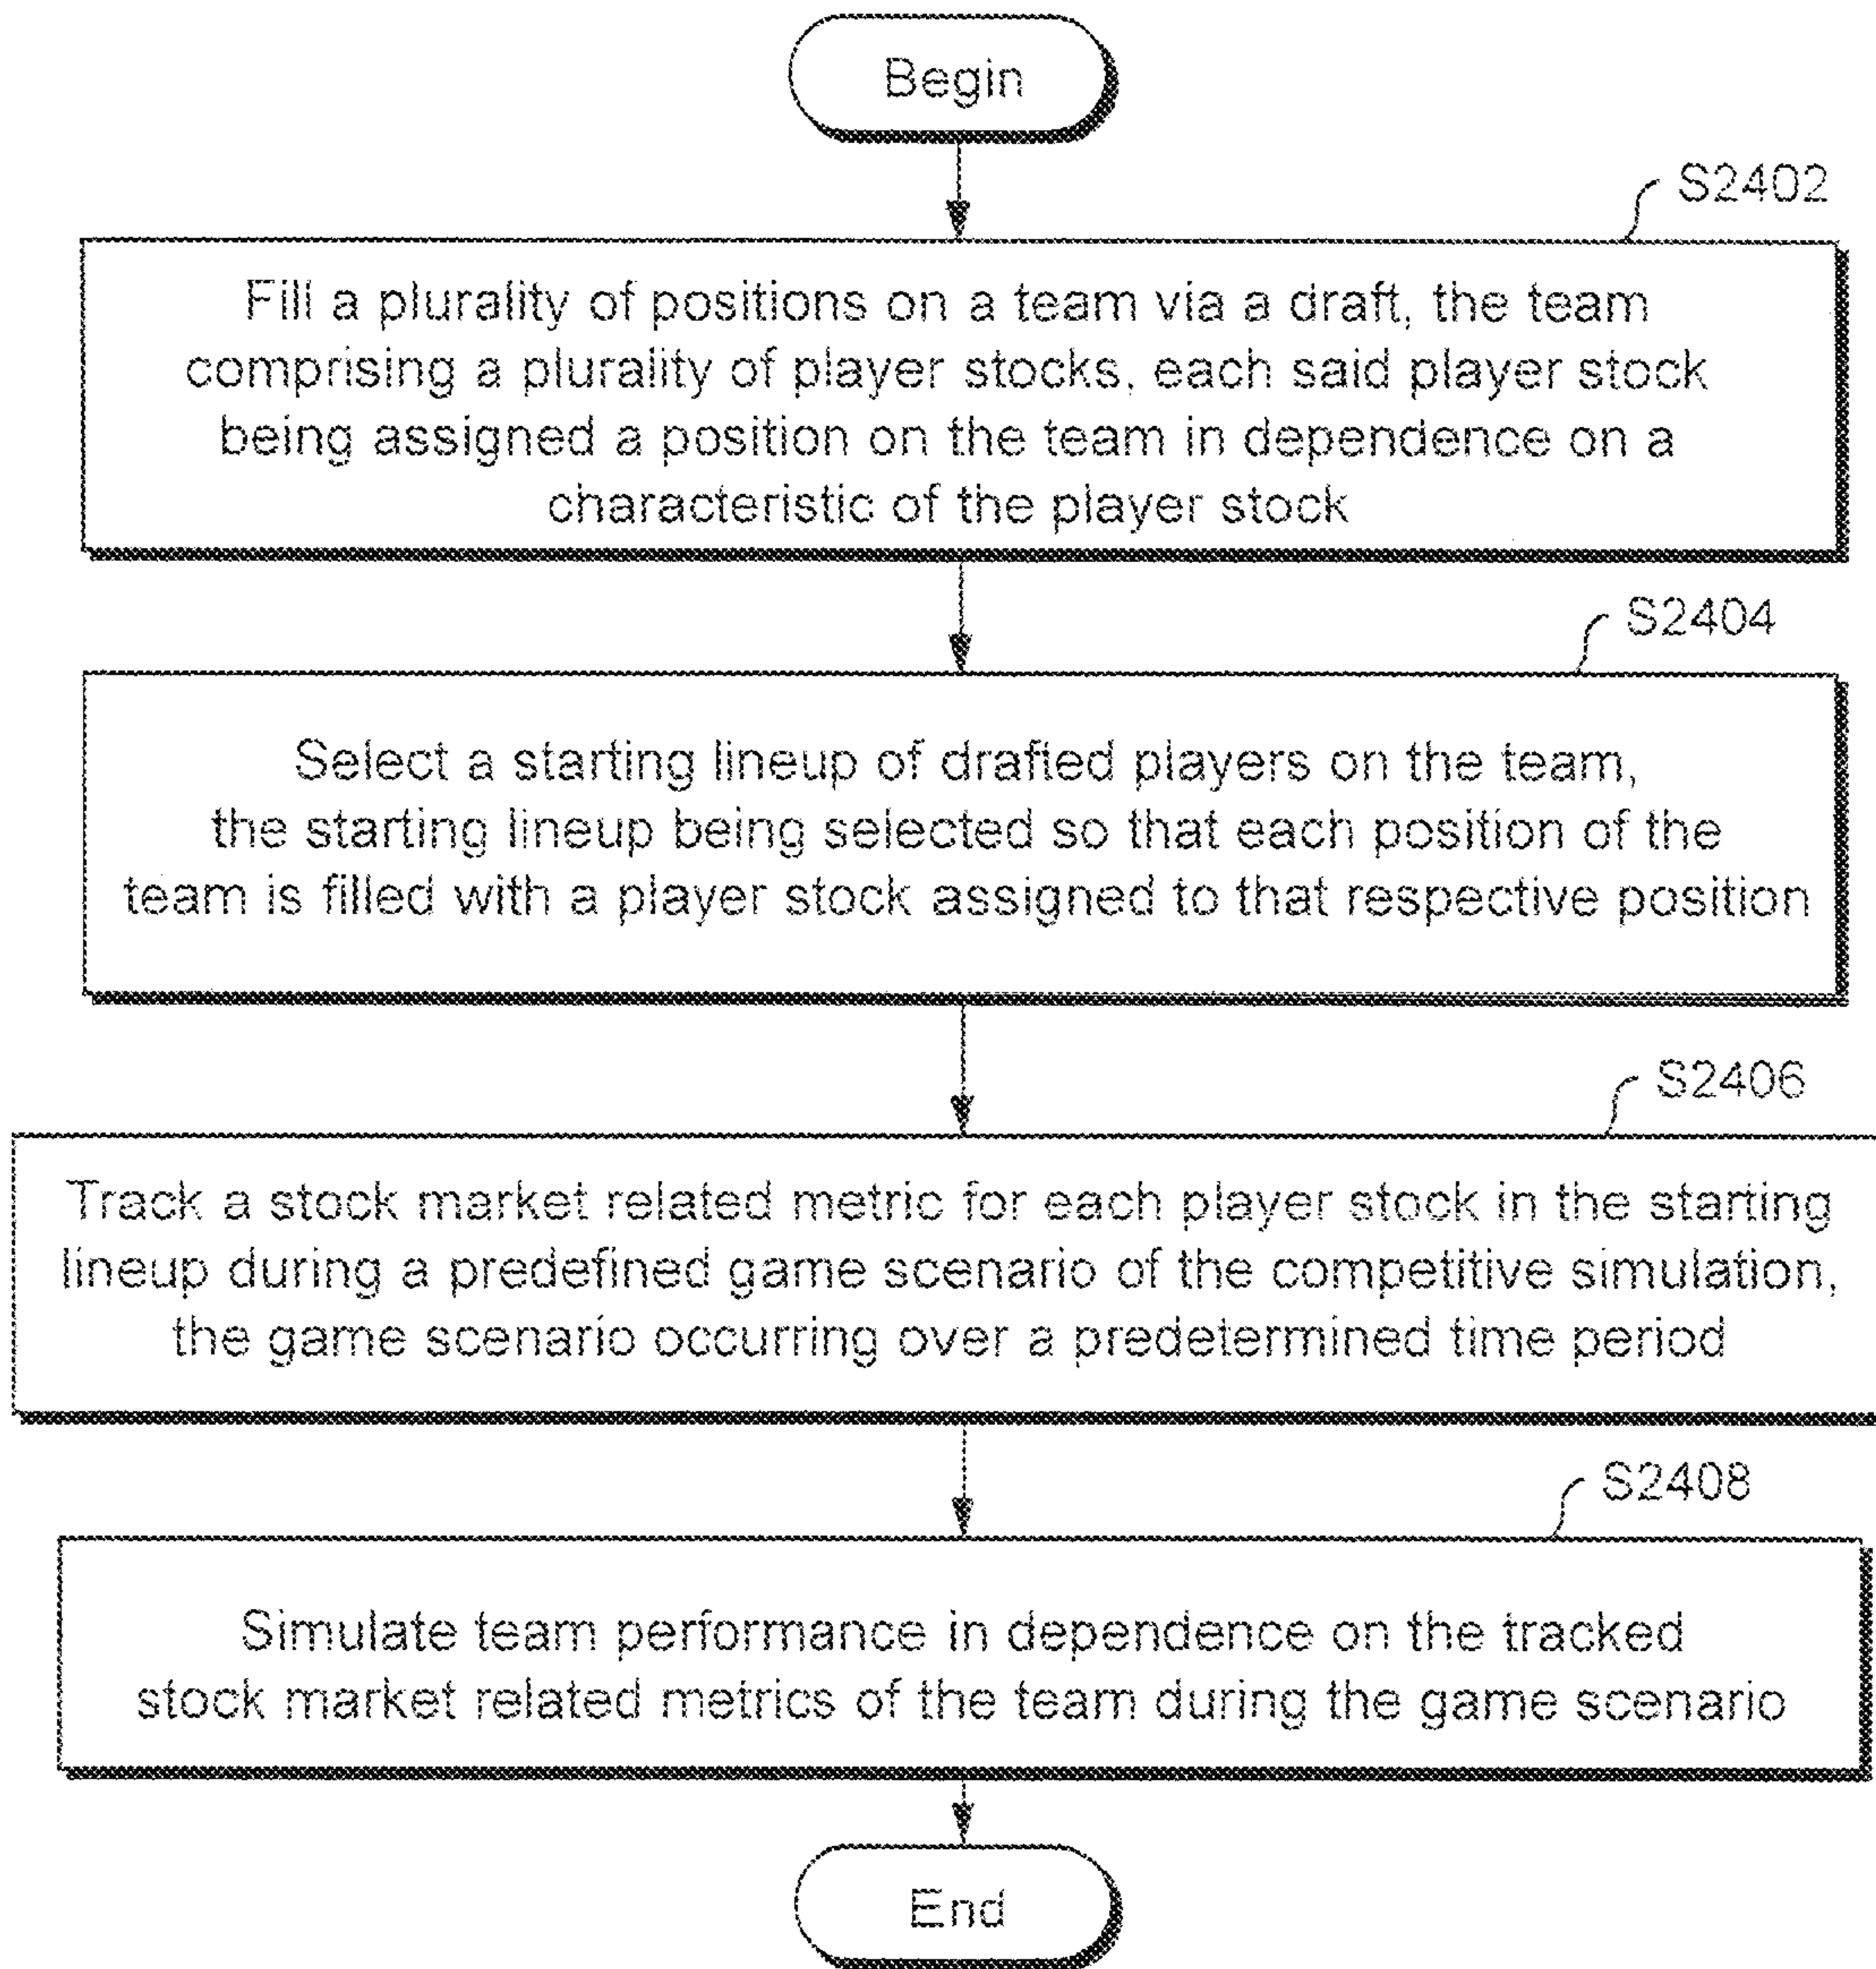 Begin
S2402
Fill a plurality of positions on a team via a draft, the team
comprising a plurality of player stocks, each said player stock
being assigned a position on the team in dependence on a
characteristic of the player stock
S2404
Select a starting lineup of drafted players on the team,
the starting lineup being selected so that each position of the
team is filled with a player stock assigned to that respective position
S2406
Track a stock market related metric for each player stock in the starting
lineup during a predefined game scenario of the competitive simulation,
the game scenario occurring over a predetermined time period
S2408
Simulate team performance in dependence on the tracked
stock market related metrics of the team during the game scenario
End